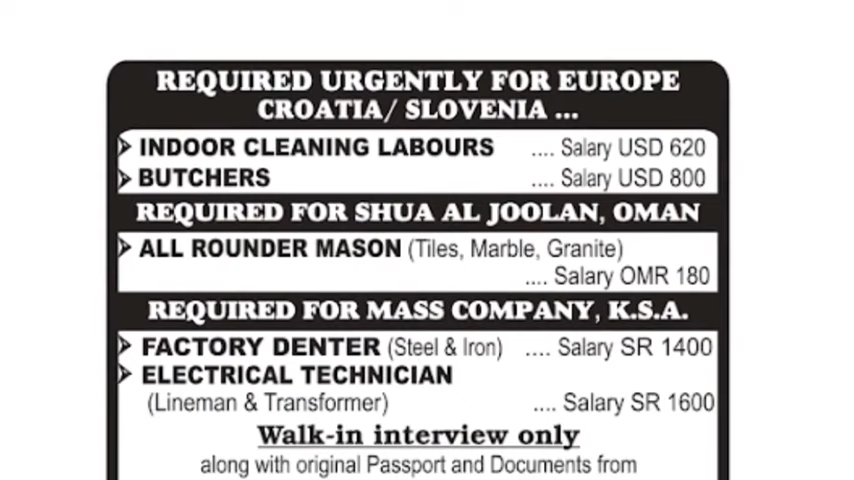 REQUIRED URGENTLY FOR EUROPE
CROATIA/ SLOVENIA ...
INDOOR CLEANING LABOURS .... Salary USD 620
BUTCHERS .... Salary USD 800
REQUIRED FOR SHUA AL JOOLAN, OMAN
ALL ROUNDER MASON (Tiles, Marble, Granite)
.... Salary OMR 180
REQUIRED FOR MASS COMPANY, K.S.A.
FACTORY DENTER (Steel & Iron) .... Salary SR 1400
ELECTRICAL TECHNICIAN
(Lineman & Transformer) .... Salary SR 1600
Walk-in interview only
along with original Passport and Documents from